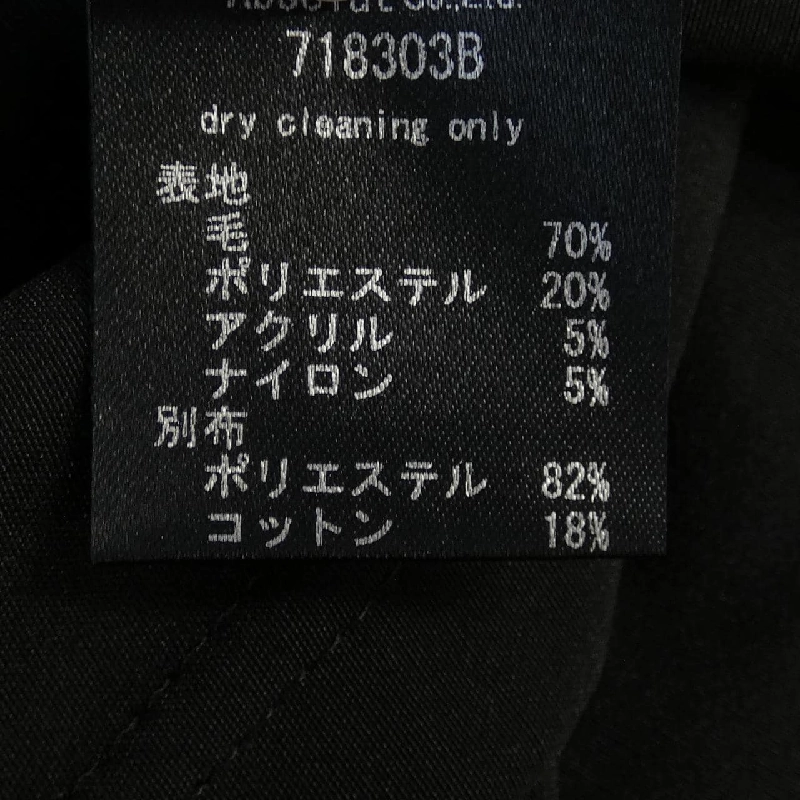 Co.,Ltd.
718303B
dry cleaning only
表地
毛 70%
ポリエステル 20%
アクリル 5%
ナイロン 5%
別布
ポリエステル 82%
コットン 18%